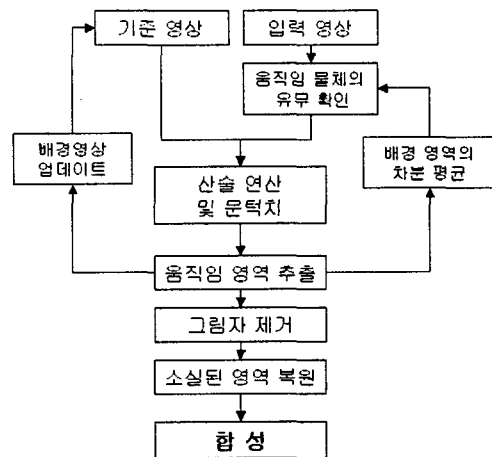 기준 영상
입력 영상
움직임 물체의
유무 확인
배경영상
업데이트
배경 영역의
차분 평균
산술 연산
및 문턱치
움직임 영역 추출
그림자 제거
소실된 영역 복원
합 성